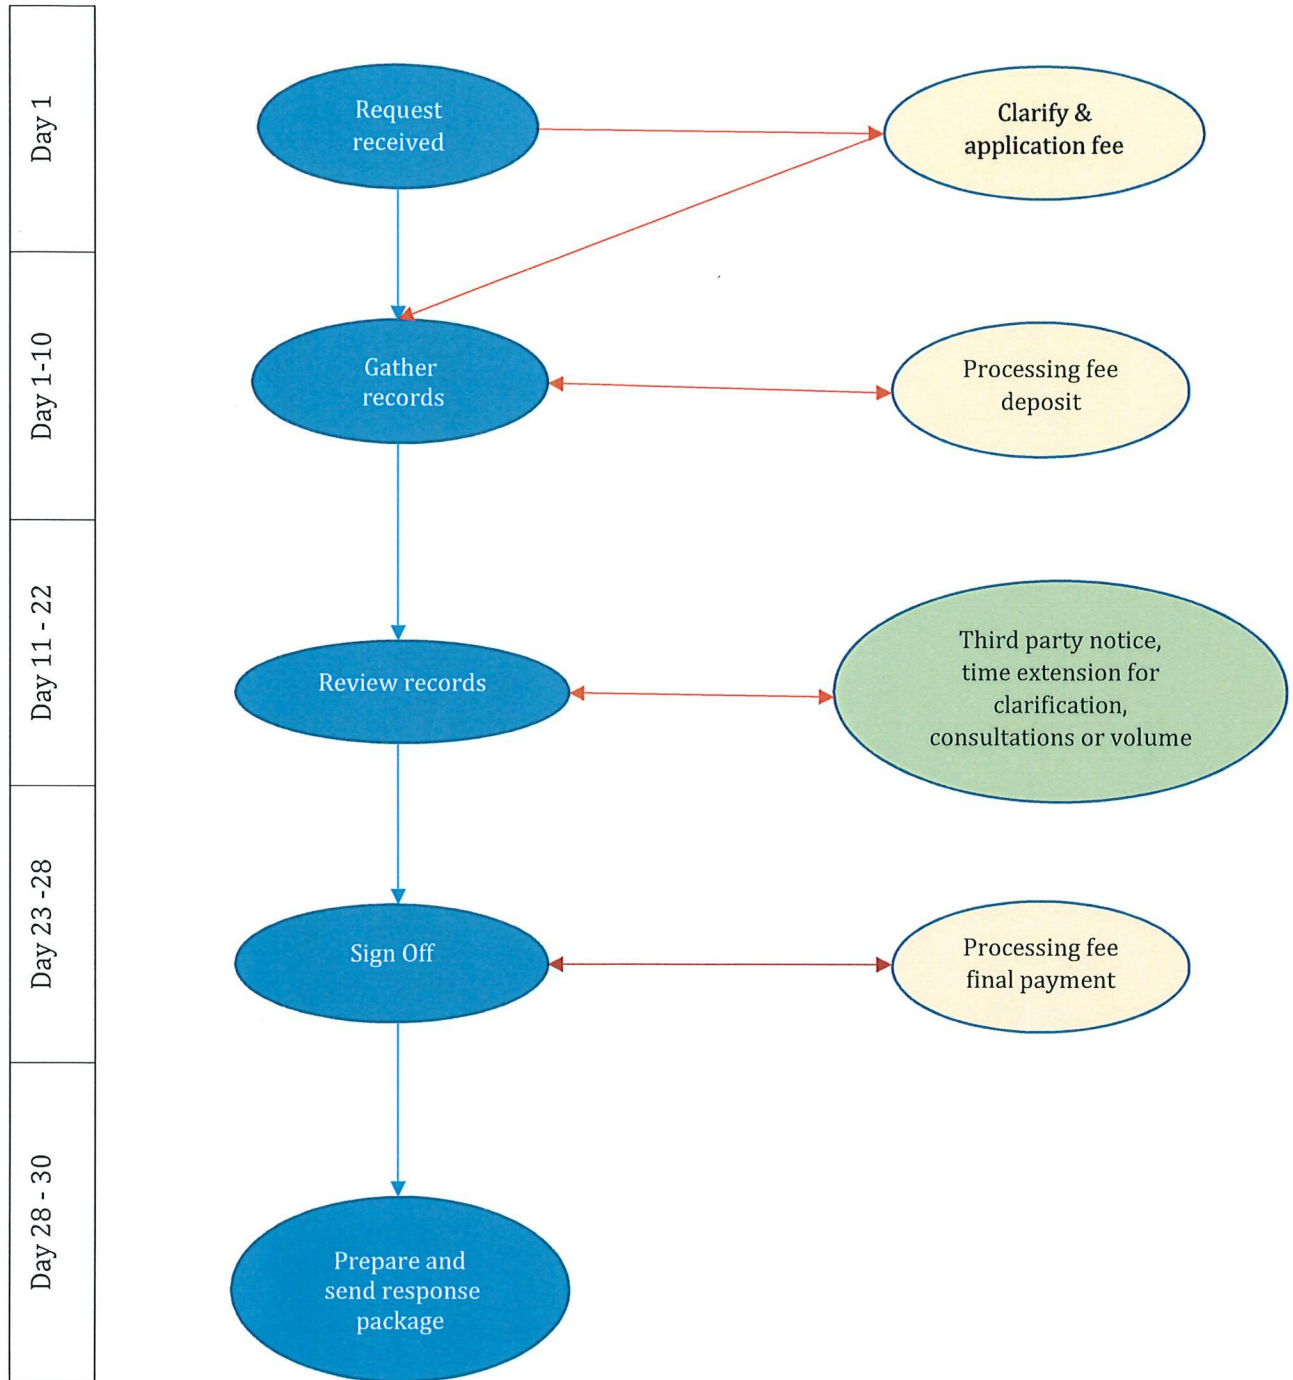 Day 1
Request
received
Clarify &
application fee
Day 1-10
Gather
records
Processing fee
deposit
Day 11 - 22
Review records
Third party notice,
time extension for
clarification,
consultations or volume
Day 23 -28
Sign Off
Processing fee
final payment
Day 28 - 30
Prepare and
send response
package